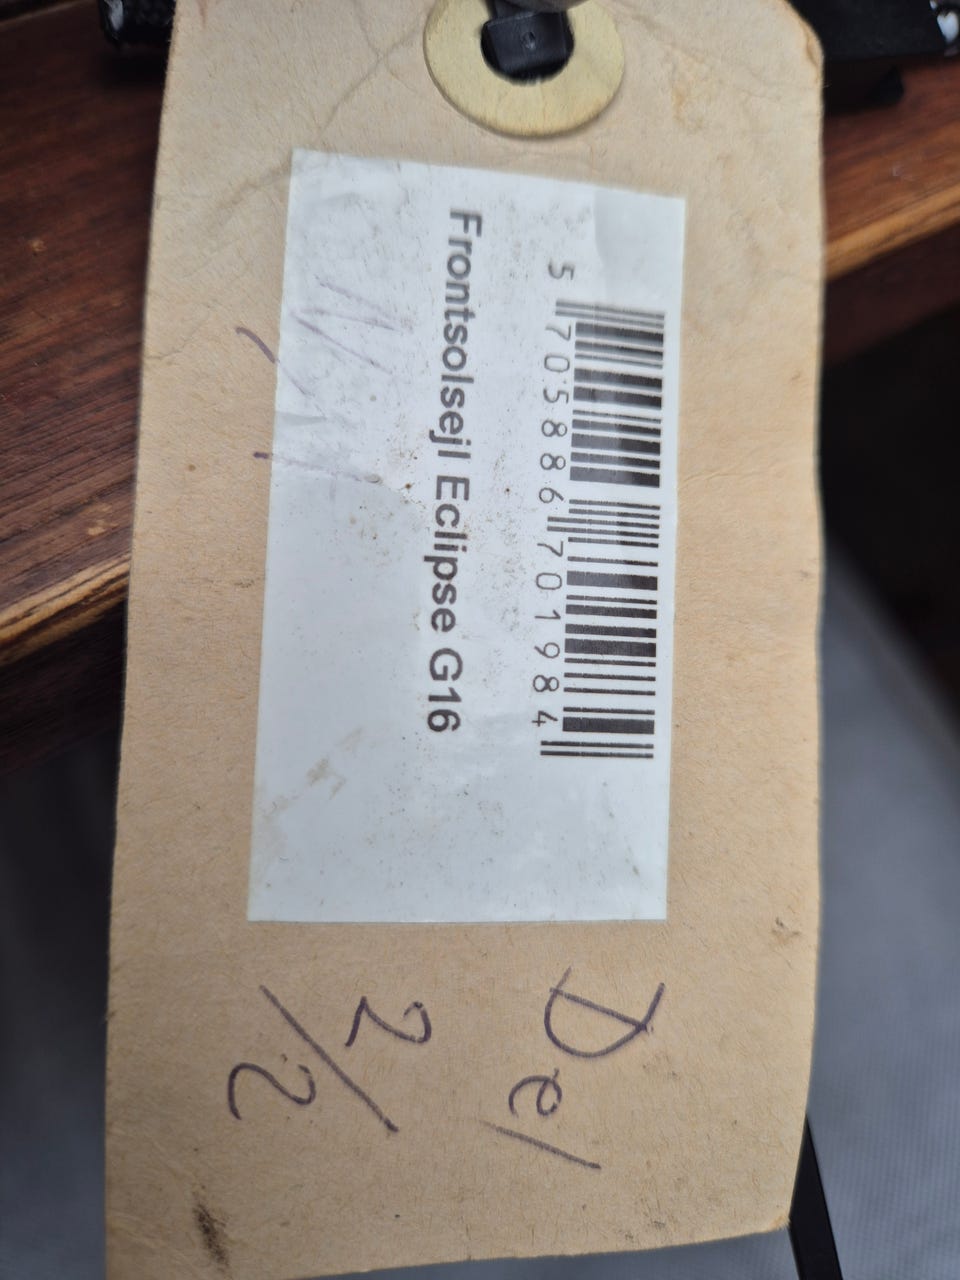 5 705886 701984
Frontsolsejl Eclipse G16
Del
2/2